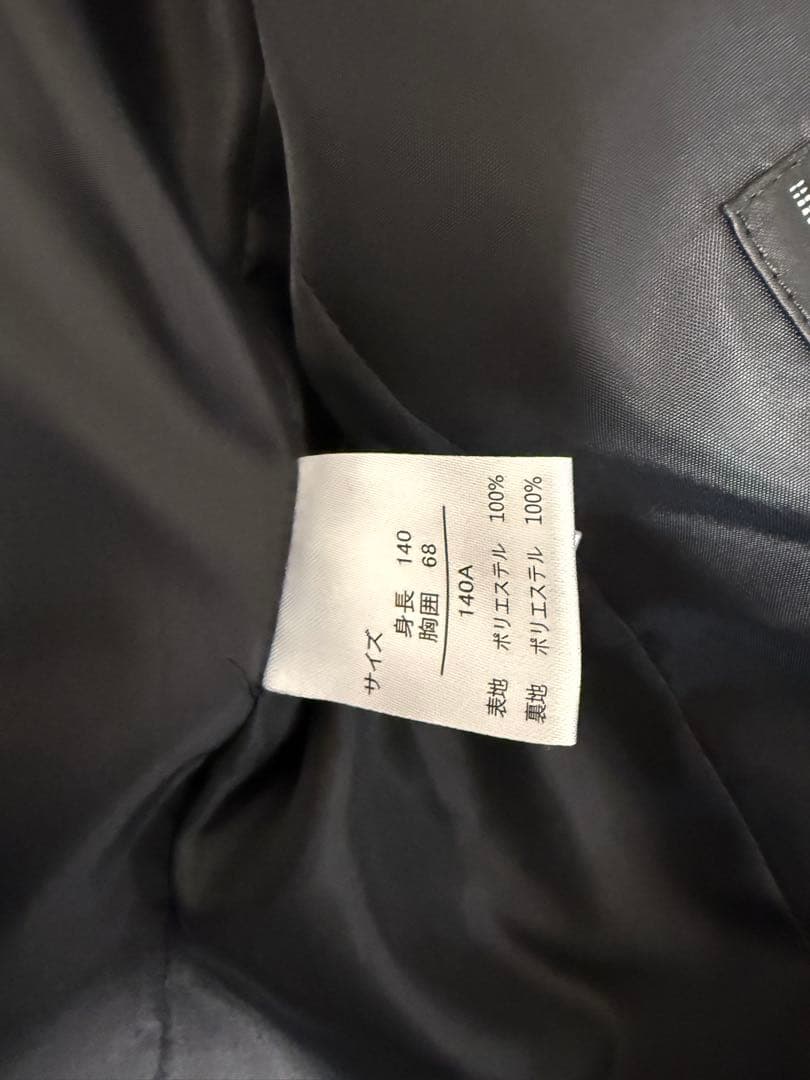 サイズ
身長 140
胸囲 68
140A
表地 ポリエステル 100%
裏地 ポリエステル 100%